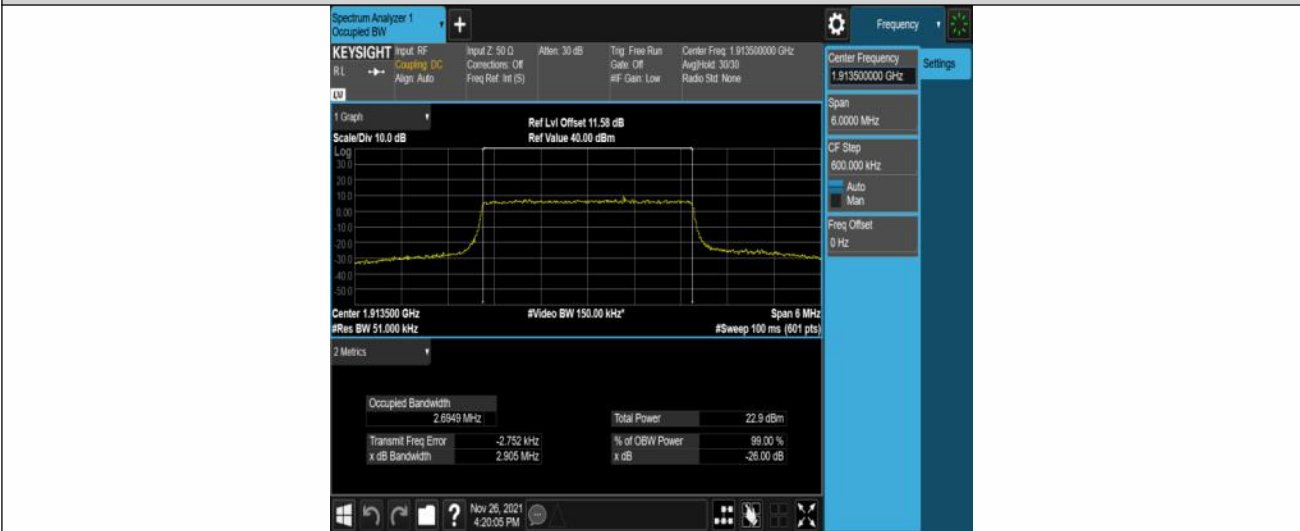 Spectrum Analyzer 1
Occupied BW
+
Frequency
KEYSIGHT
RL
Input: RF
Coupling: DC
Align: Auto
Input Z: 50 Ω
Corrections: Off
Freq Ref: Int (S)
Atten: 30 dB
Trig: Free Run
Gate: Off
#IF Gain: Low
Center Freq: 1.913500000 GHz
Avg|Hold: 30/30
Radio Std: None
Center Frequency
1.913500000 GHz
Settings
Span
6.0000 MHz
CF Step
600.000 kHz
Auto
Man
Freq Offset
0 Hz
1 Graph
Scale/Div 10.0 dB
Ref Lvl Offset 11.58 dB
Ref Value 40.00 dBm
Log
30.0
20.0
10.0
0.00
-10.0
-20.0
-30.0
-40.0
-50.0
Center 1.913500 GHz
#Video BW 150.00 kHz*
Span 6 MHz
#Res BW 51.000 kHz
#Sweep 100 ms (601 pts)
2 Metrics
Occupied Bandwidth
2.6949 MHz
Total Power 22.9 dBm
Transmit Freq Error -2.752 kHz
% of OBW Power 99.00 %
x dB Bandwidth 2.905 MHz
x dB -26.00 dB
?
Nov 26, 2021
4:20:05 PM